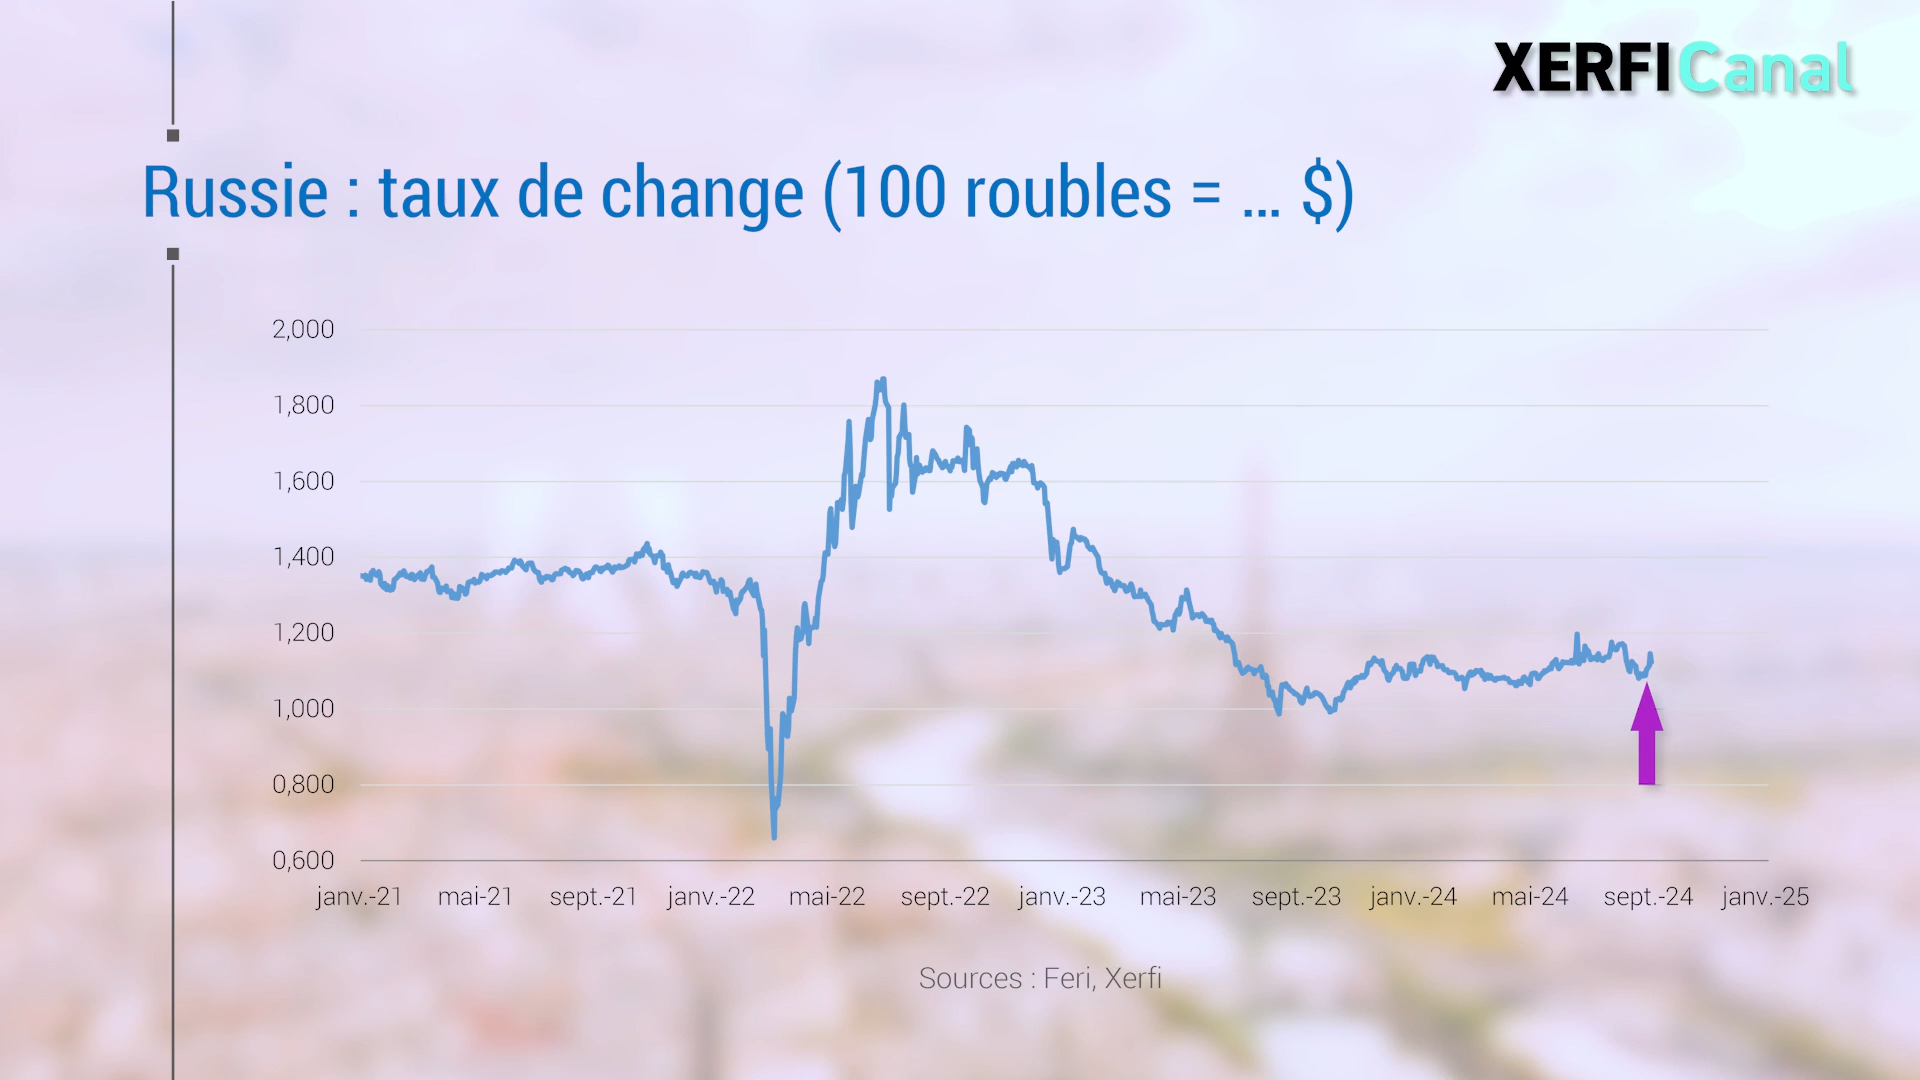 XERFI Canal
Russie : taux de change (100 roubles = ... $)
2,000
1,800
1,600
1,400
1,200
1,000
0,800
0,600
janv.-21 mai-21 sept.-21 janv.-22 mai-22 sept.-22 janv.-23 mai-23 sept.-23 janv.-24 mai-24 sept.-24 janv.-25
Sources : Feri, Xerfi